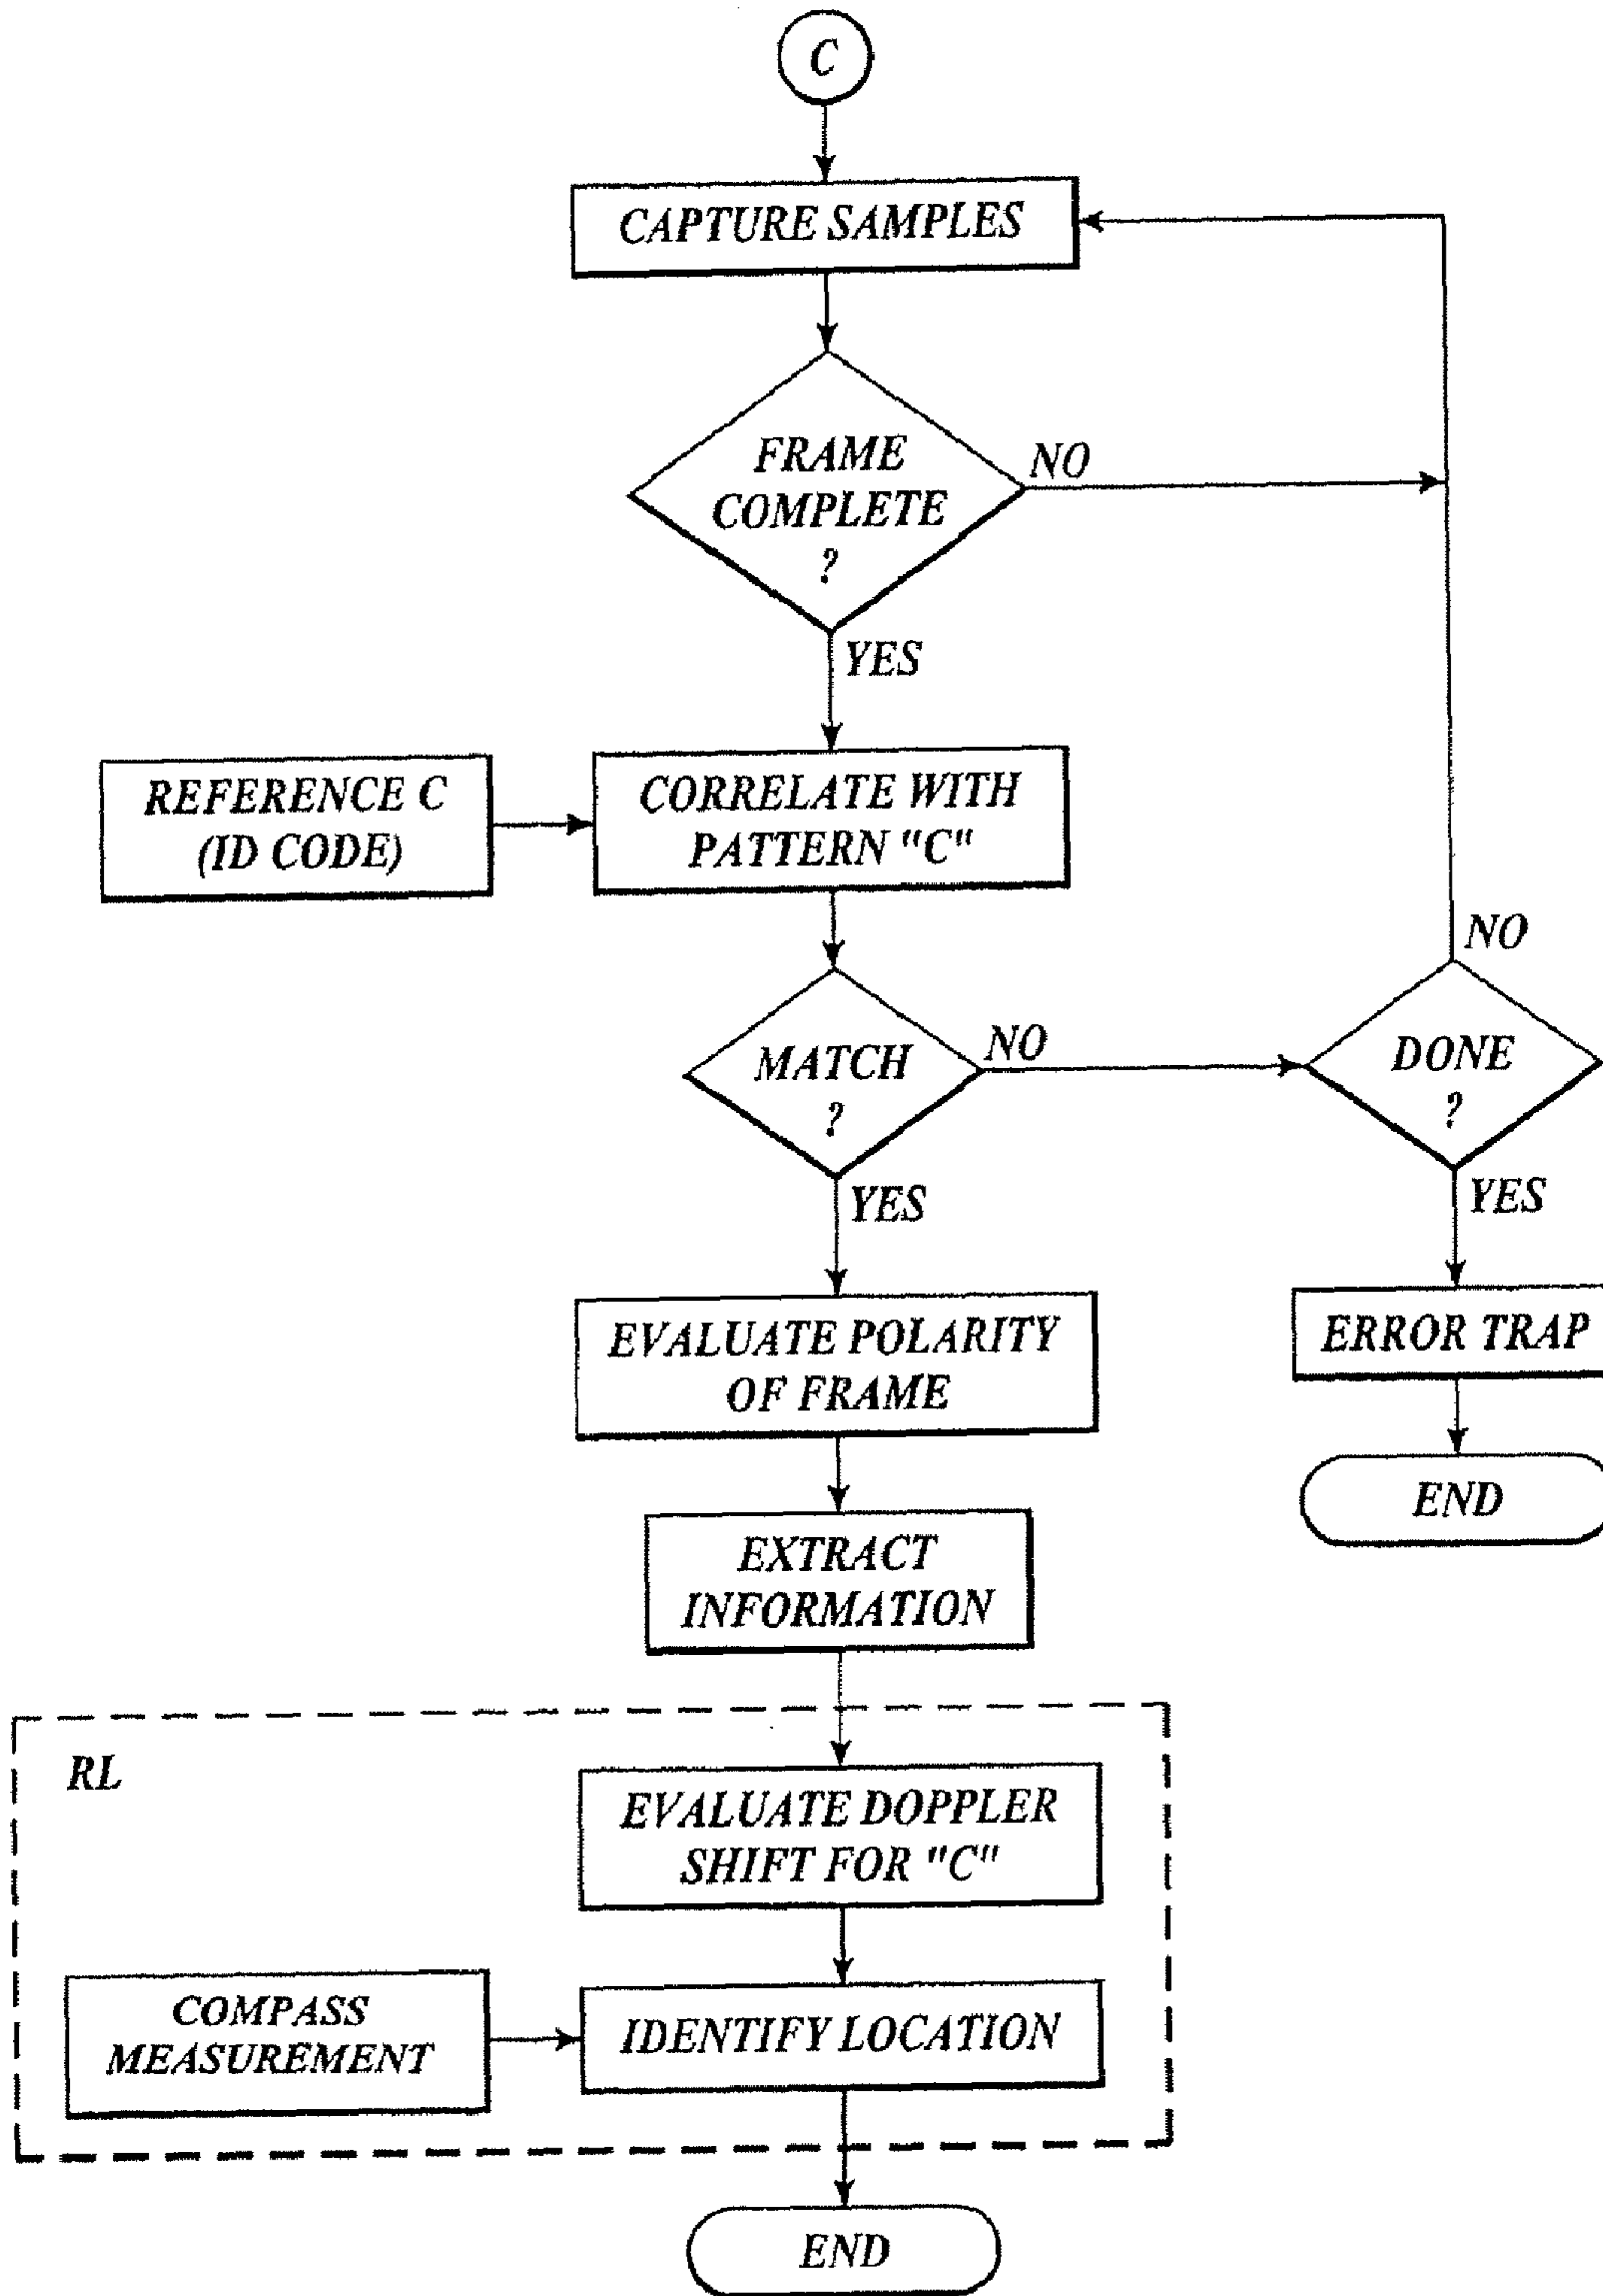 C
CAPTURE SAMPLES
FRAME
COMPLETE
?
NO
YES
REFERENCE C
(ID CODE)
CORRELATE WITH
PATTERN "C"
MATCH
?
NO
YES
DONE
?
NO
YES
ERROR TRAP
END
EVALUATE POLARITY
OF FRAME
EXTRACT
INFORMATION
RL
EVALUATE DOPPLER
SHIFT FOR "C"
COMPASS
MEASUREMENT
IDENTIFY LOCATION
END